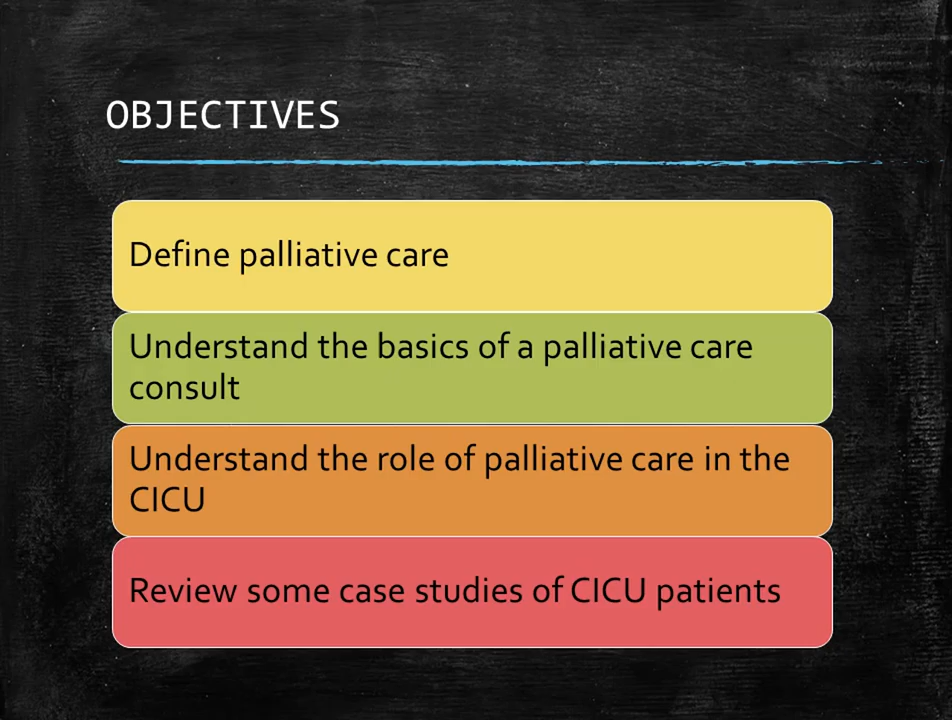 OBJECTIVES
Define palliative care
Understand the basics of a palliative care
consult
Understand the role of palliative care in the
CICU
Review some case studies of CICU patients